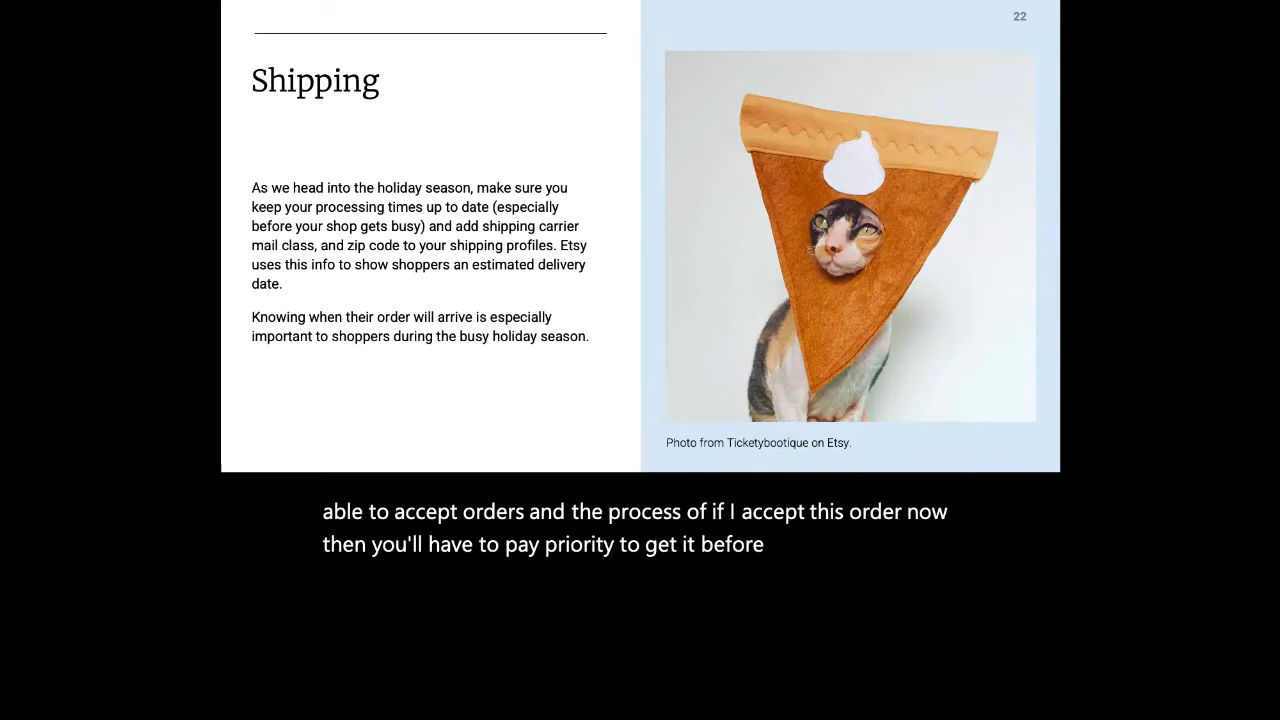 22
Shipping
As we head into the holiday season, make sure you
keep your processing times up to date (especially
before your shop gets busy) and add shipping carrier
mail class, and zip code to your shipping profiles. Etsy
uses this info to show shoppers an estimated delivery
date.
Knowing when their order will arrive is especially
important to shoppers during the busy holiday season.
Photo from Ticketybootique on Etsy.
able to accept orders and the process of if I accept this order now
then you'll have to pay priority to get it before